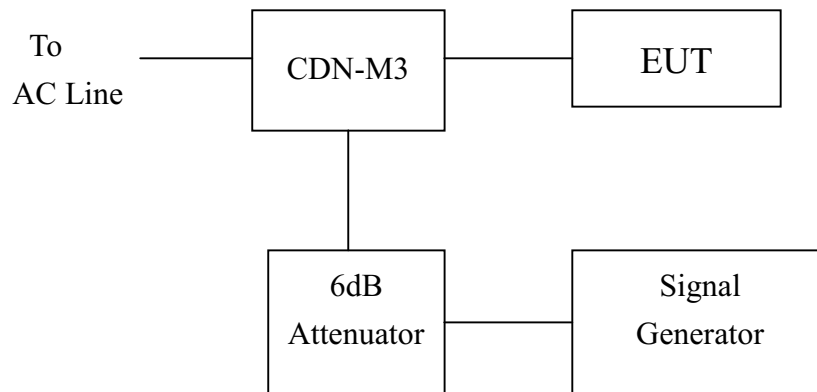 To
AC Line
CDN-M3
EUT
6dB
Attenuator
Signal
Generator